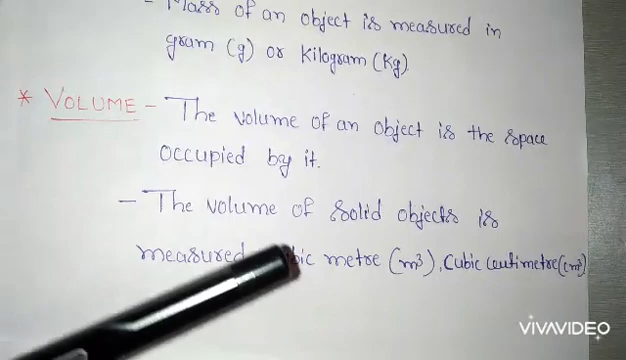 - Mass of an object is measured in
gram (g) or Kilogram (Kg)
* VOLUME - The volume of an object is the space
occupied by it.
- The volume of solid objects is
measured metre (m³), Cubic centimetre (cm³)
VIVAVIDEO